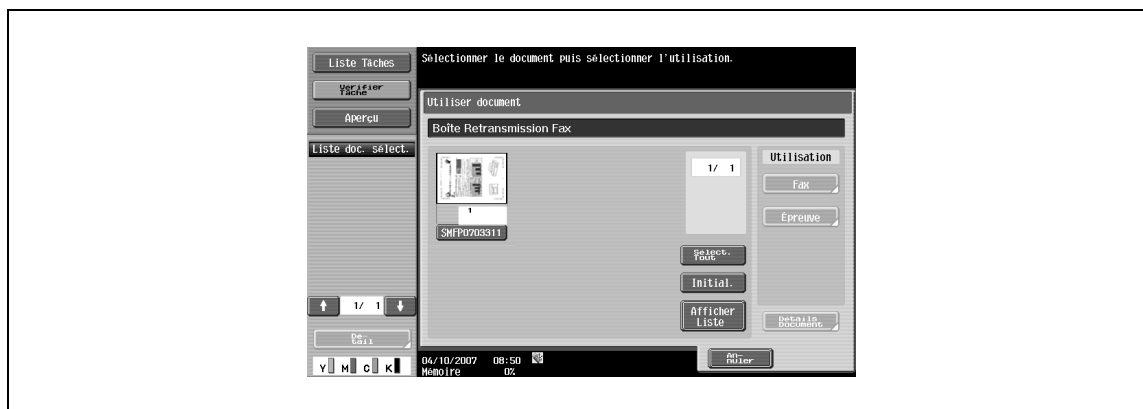 Liste Tâches
Vérifier
Tâche
Aperçu
Liste doc. sélect.
1/ 1
Dé-
tail
Y M C K
Sélectionner le document puis sélectionner l'utilisation.
Utiliser document
Boîte Retransmission Fax
1
SMFP0703311
1/ 1
Select.
Tout
Initial.
Afficher
Liste
Utilisation
Fax
Épreuve
Détails
Document
04/10/2007 08:50
Mémoire 0%
An-
nuler